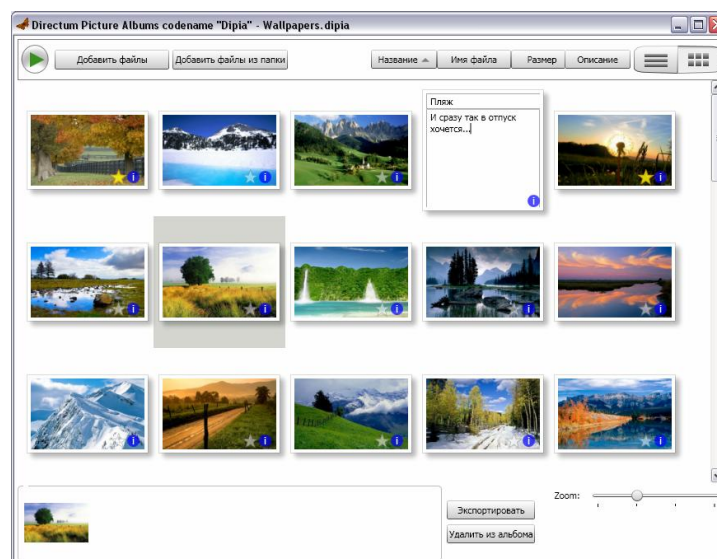 Directum Picture Albums codename "Dipia" - Wallpapers.dipia
Добавить файлы
Добавить файлы из папки
Название
Имя файла
Размер
Описание
Пляж
И сразу так в отпуск
хочется...
Zoom:
Экспортировать
Удалить из альбома